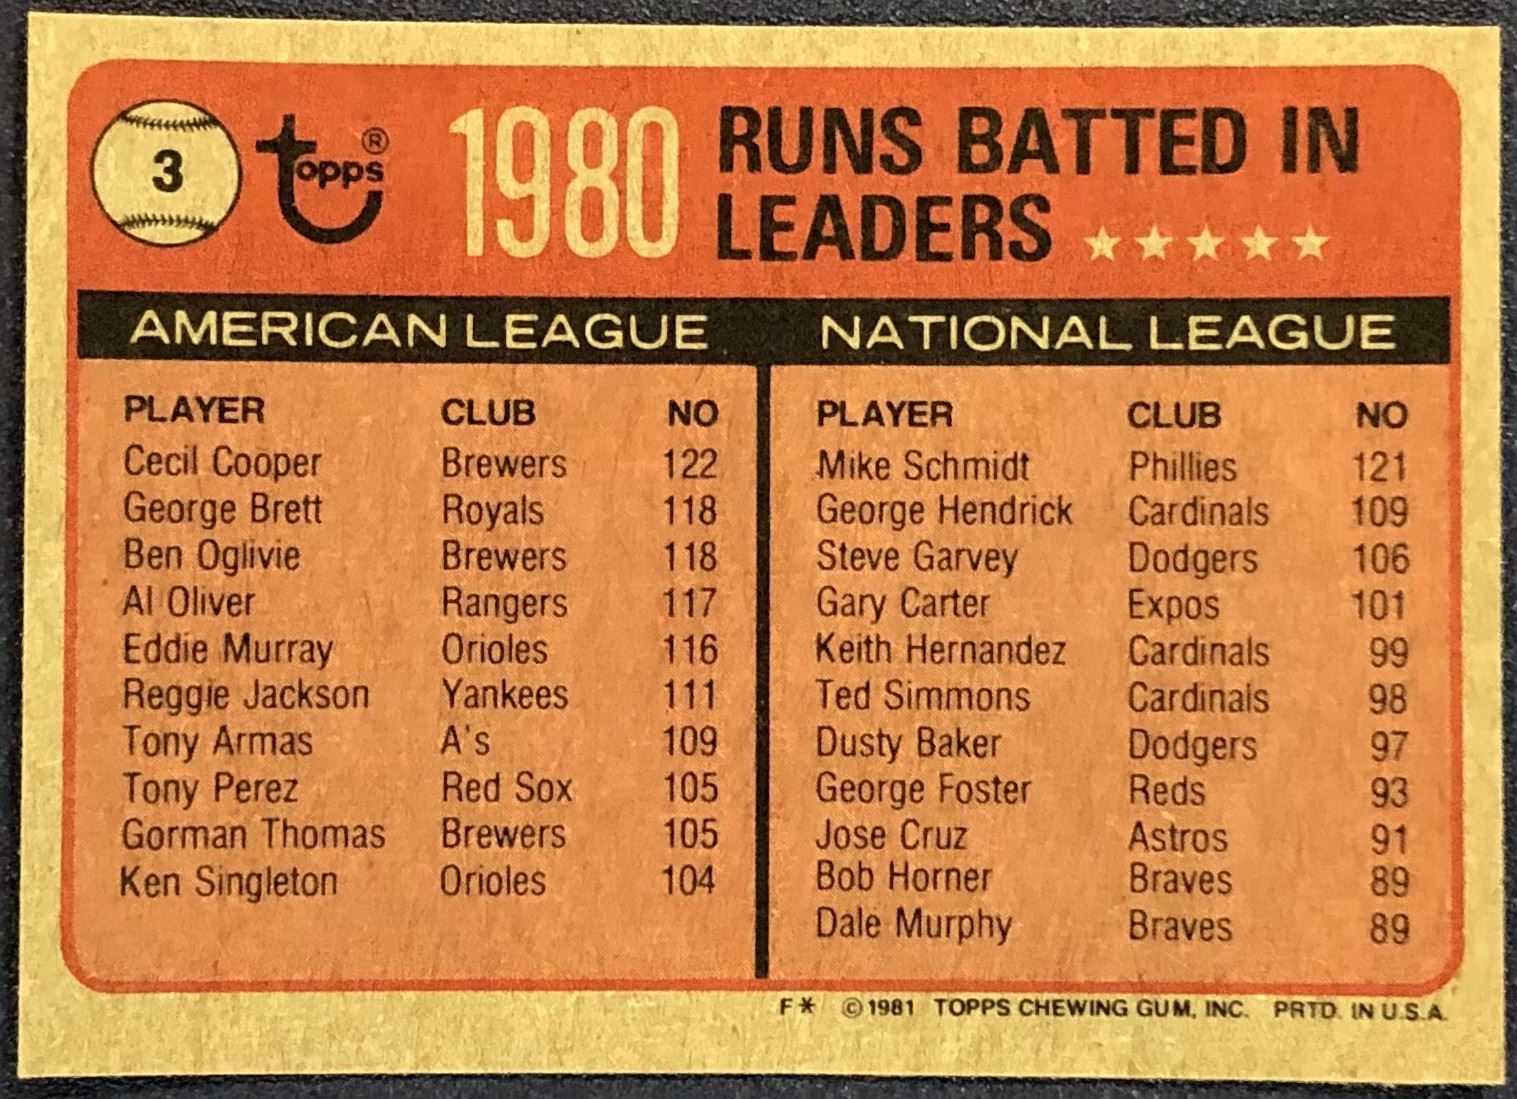 3
Topps®
1980
RUNS BATTED IN
LEADERS
AMERICAN LEAGUE
PLAYER CLUB NO
Cecil Cooper Brewers 122
George Brett Royals 118
Ben Oglivie Brewers 118
Al Oliver Rangers 117
Eddie Murray Orioles 116
Reggie Jackson Yankees 111
Tony Armas A's 109
Tony Perez Red Sox 105
Gorman Thomas Brewers 105
Ken Singleton Orioles 104
NATIONAL LEAGUE
PLAYER CLUB NO
Mike Schmidt Phillies 121
George Hendrick Cardinals 109
Steve Garvey Dodgers 106
Gary Carter Expos 101
Keith Hernandez Cardinals 99
Ted Simmons Cardinals 98
Dusty Baker Dodgers 97
George Foster Reds 93
Jose Cruz Astros 91
Bob Horner Braves 89
Dale Murphy Braves 89
F* ©1981 TOPPS CHEWING GUM, INC. PRTD. IN U.S.A.